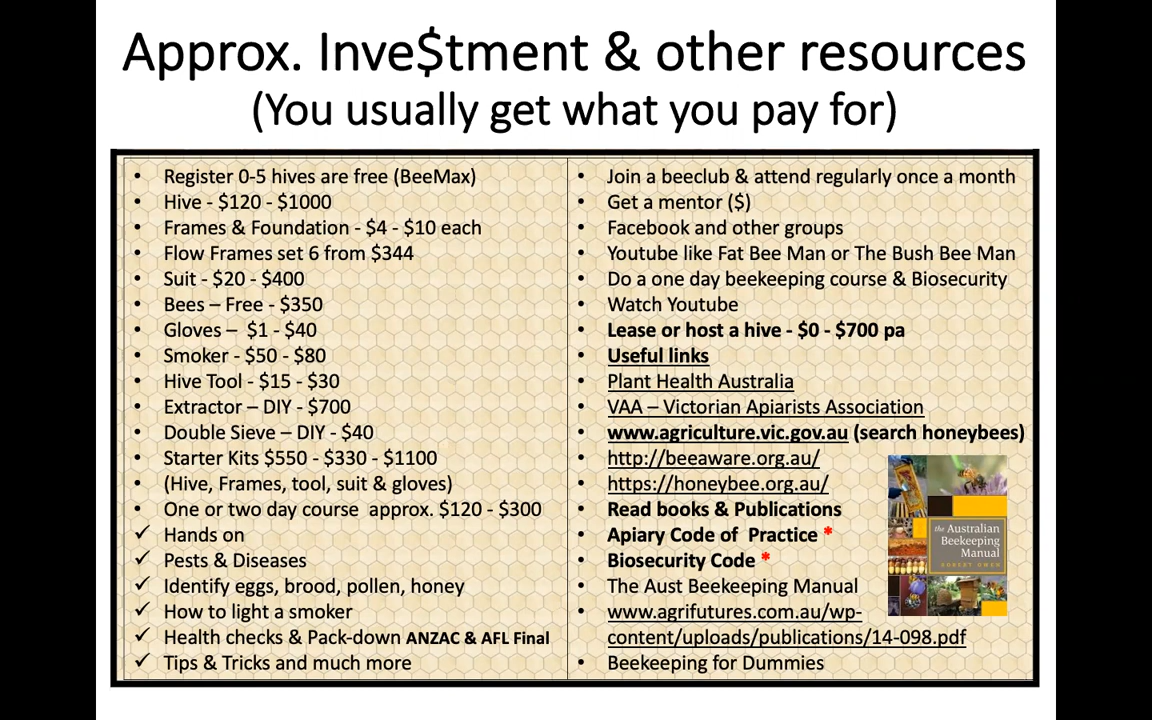 Approx. Inve$tment & other resources
(You usually get what you pay for)
• Register 0-5 hives are free (BeeMax)
• Hive - $120 - $1000
• Frames & Foundation - $4 - $10 each
• Flow Frames set 6 from $344
• Suit - $20 - $400
• Bees – Free - $350
• Gloves – $1 - $40
• Smoker - $50 - $80
• Hive Tool - $15 - $30
• Extractor – DIY - $700
• Double Sieve – DIY - $40
• Starter Kits $550 - $330 - $1100
• (Hive, Frames, tool, suit & gloves)
• One or two day course approx. $120 - $300
✓ Hands on
✓ Pests & Diseases
✓ Identify eggs, brood, pollen, honey
✓ How to light a smoker
✓ Health checks & Pack-down ANZAC & AFL Final
✓ Tips & Tricks and much more
• Join a beeclub & attend regularly once a month
• Get a mentor ($)
• Facebook and other groups
• Youtube like Fat Bee Man or The Bush Bee Man
• Do a one day beekeeping course & Biosecurity
• Watch Youtube
• Lease or host a hive - $0 - $700 pa
• Useful links
• Plant Health Australia
• VAA – Victorian Apiarists Association
• www.agriculture.vic.gov.au (search honeybees)
• http://beeaware.org.au/
• https://honeybee.org.au/
• Read books & Publications
• Apiary Code of Practice *
• Biosecurity Code *
• The Aust Beekeeping Manual
• www.agrifutures.com.au/wp-
content/uploads/publications/14-098.pdf
• Beekeeping for Dummies
the Australian
Beekeeping
Manual
ROBERT OWEN